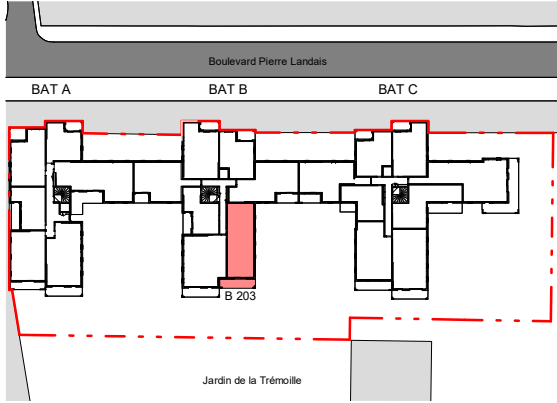 Boulevard Pierre Landais
BAT A
BAT B
BAT C
B 203
Jardin de la Trémoille